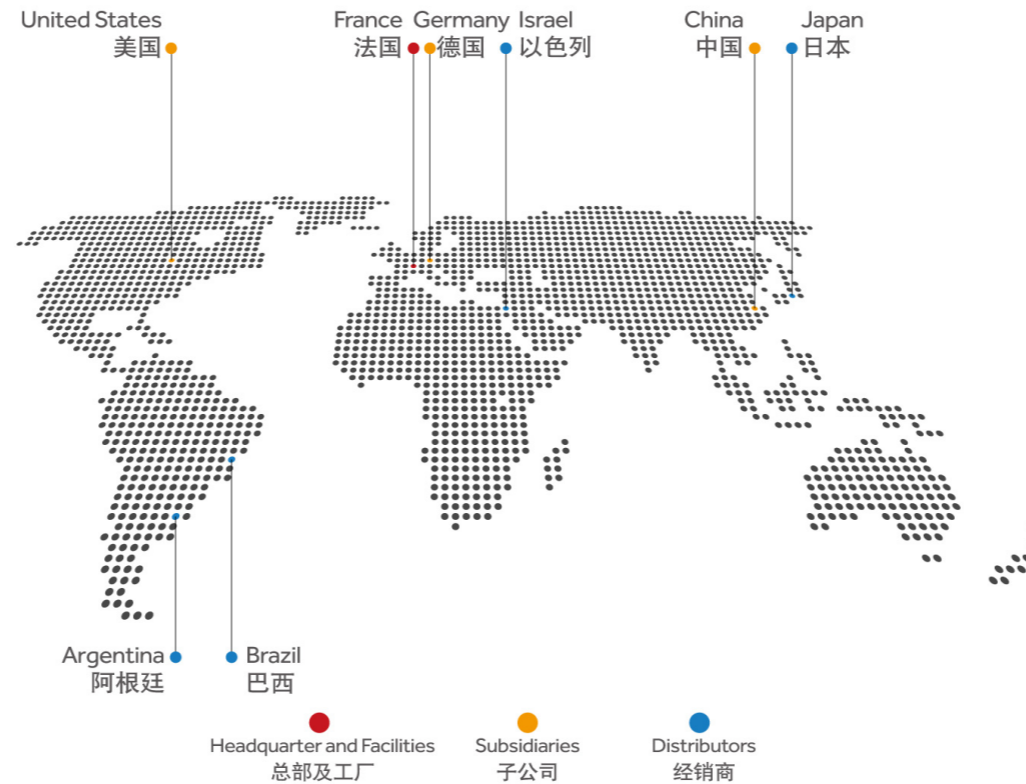 United States
美国
France
法国
Germany
德国
Israel
以色列
China
中国
Japan
日本
Argentina
阿根廷
Brazil
巴西
Headquarter and Facilities
总部及工厂
Subsidiaries
子公司
Distributors
经销商